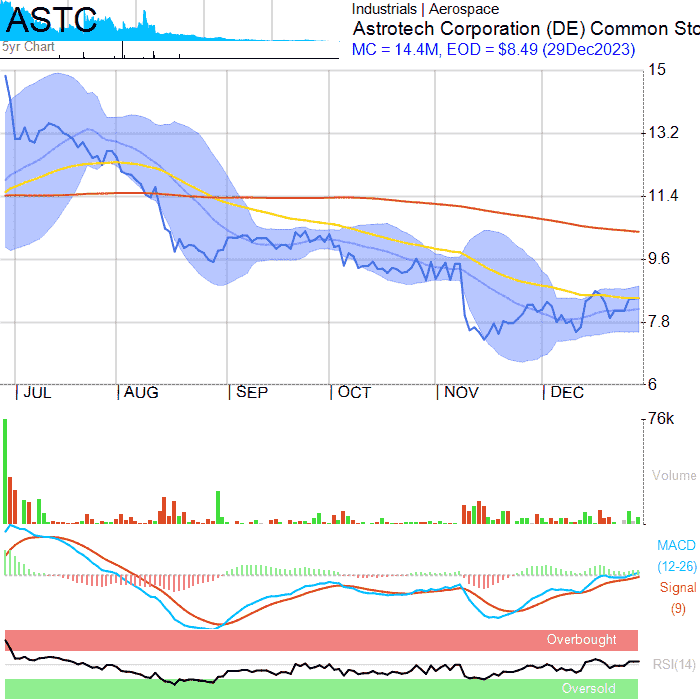 ASTC
5yr Chart
Industrials | Aerospace
Astrotech Corporation (DE) Common Sto
MC = 14.4M, EOD = $8.49 (29Dec2023)
15
13.2
11.4
9.6
7.8
6
JUL AUG SEP OCT NOV DEC
76k
Volume
MACD
(12-26)
Signal
(9)
Overbought
RSI(14)
Oversold